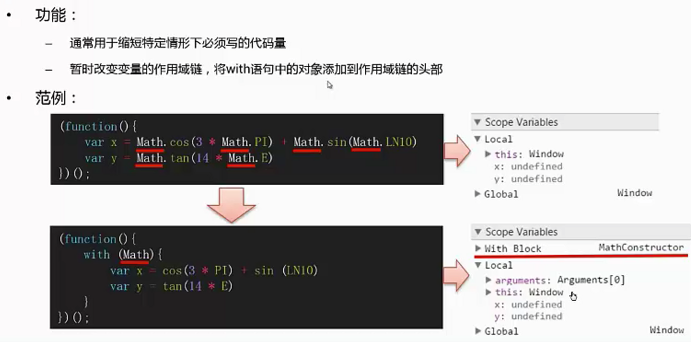 • 功能：
– 通常用于缩短特定情形下必须写的代码量
– 暂时改变变量的作用域链，将with语句中的对象添加到作用域链的头部
• 范例：
(function(){
var x = Math.cos(3 * Math.PI) + Math.sin(Math.LN10)
var y = Math.tan(14 * Math.E)
})();
▼ Scope Variables
▼ Local
▶ this: Window
x: undefined
y: undefined
▶ Global Window
(function(){
with (Math){
var x = cos(3 * PI) + sin (LN10)
var y = tan(14 * E)
}
})();
▼ Scope Variables
▶ With Block MathConstructor
▼ Local
▶ arguments: Arguments[0]
▶ this: Window
x: undefined
y: undefined
▶ Global Window